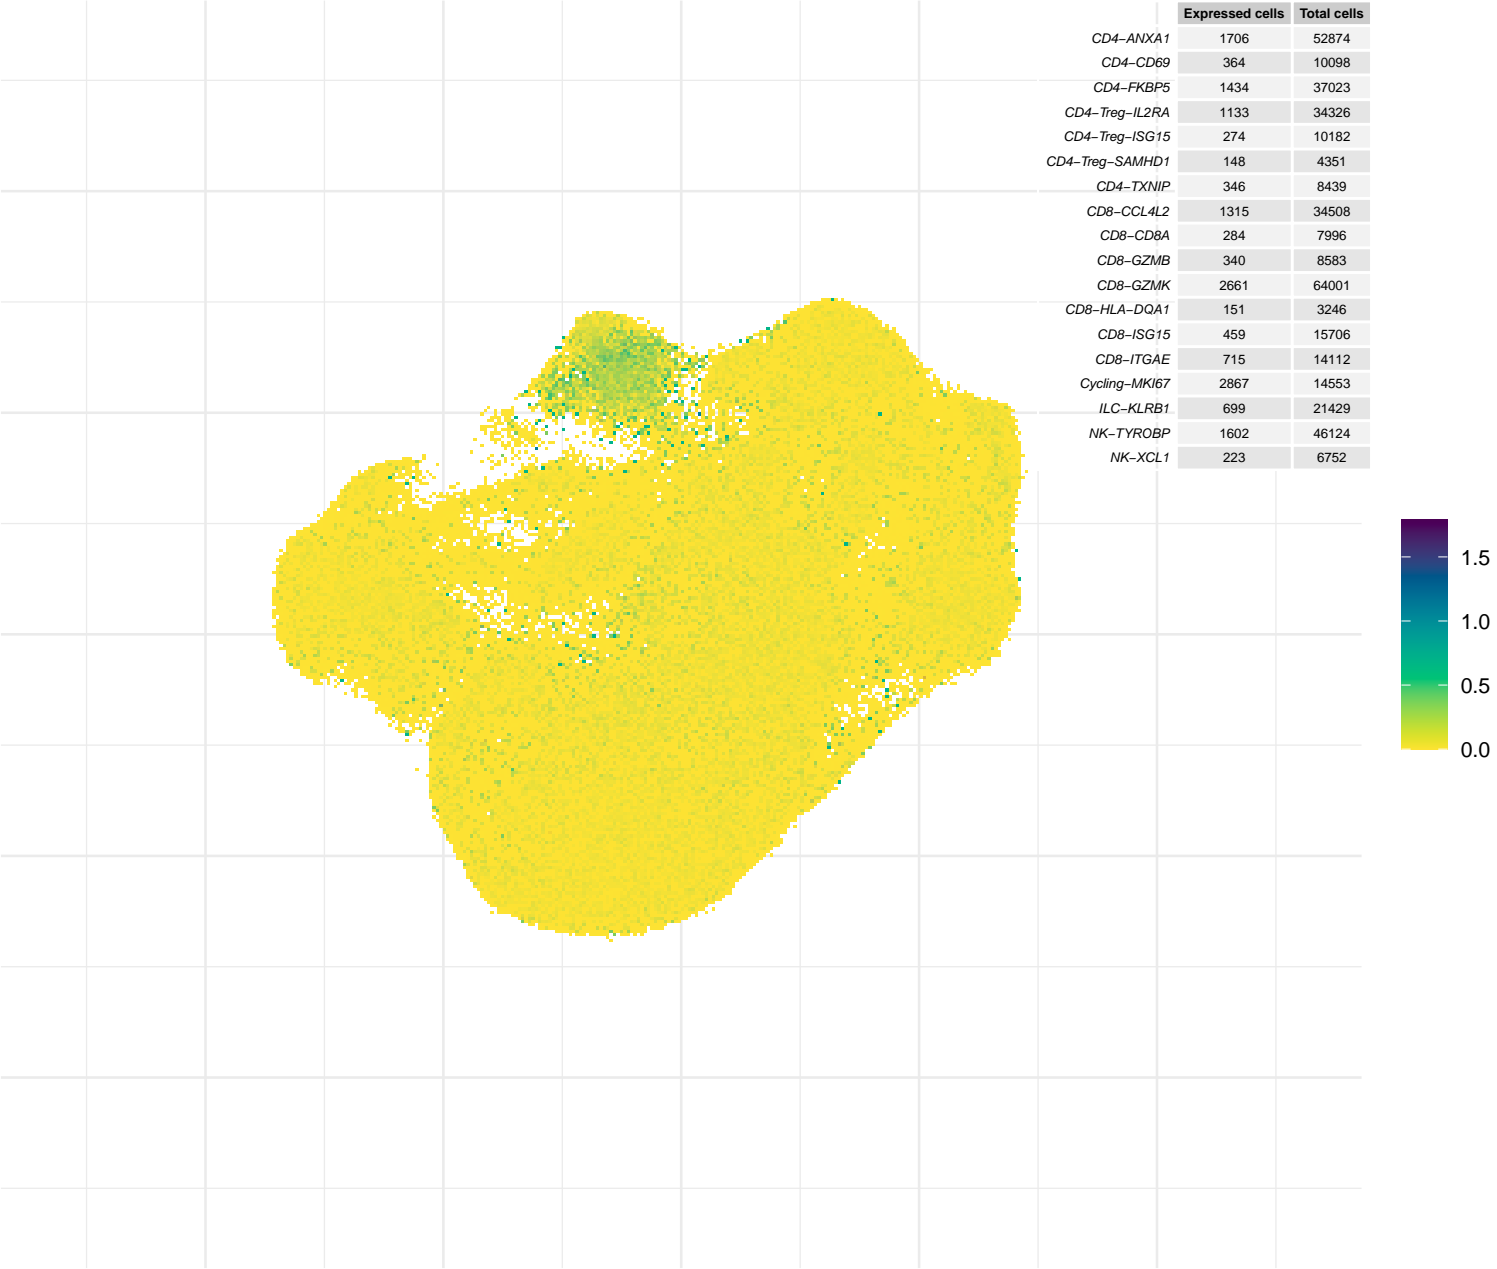 Expressed cells Total cells
CD4−ANXA1 1706 52874
CD4−CD69 364 10098
CD4−FKBP5 1434 37023
CD4−Treg−IL2RA 1133 34326
CD4−Treg−ISG15 274 10182
CD4−Treg−SAMHD1 148 4351
CD4−TXNIP 346 8439
CD8−CCL4L2 1315 34508
CD8−CD8A 284 7996
CD8−GZMB 340 8583
CD8−GZMK 2661 64001
CD8−HLA−DQA1 151 3246
CD8−ISG15 459 15706
CD8−ITGAE 715 14112
Cycling−MKI67 2867 14553
ILC−KLRB1 699 21429
NK−TYROBP 1602 46124
NK−XCL1 223 6752
1.5
1.0
0.5
0.0